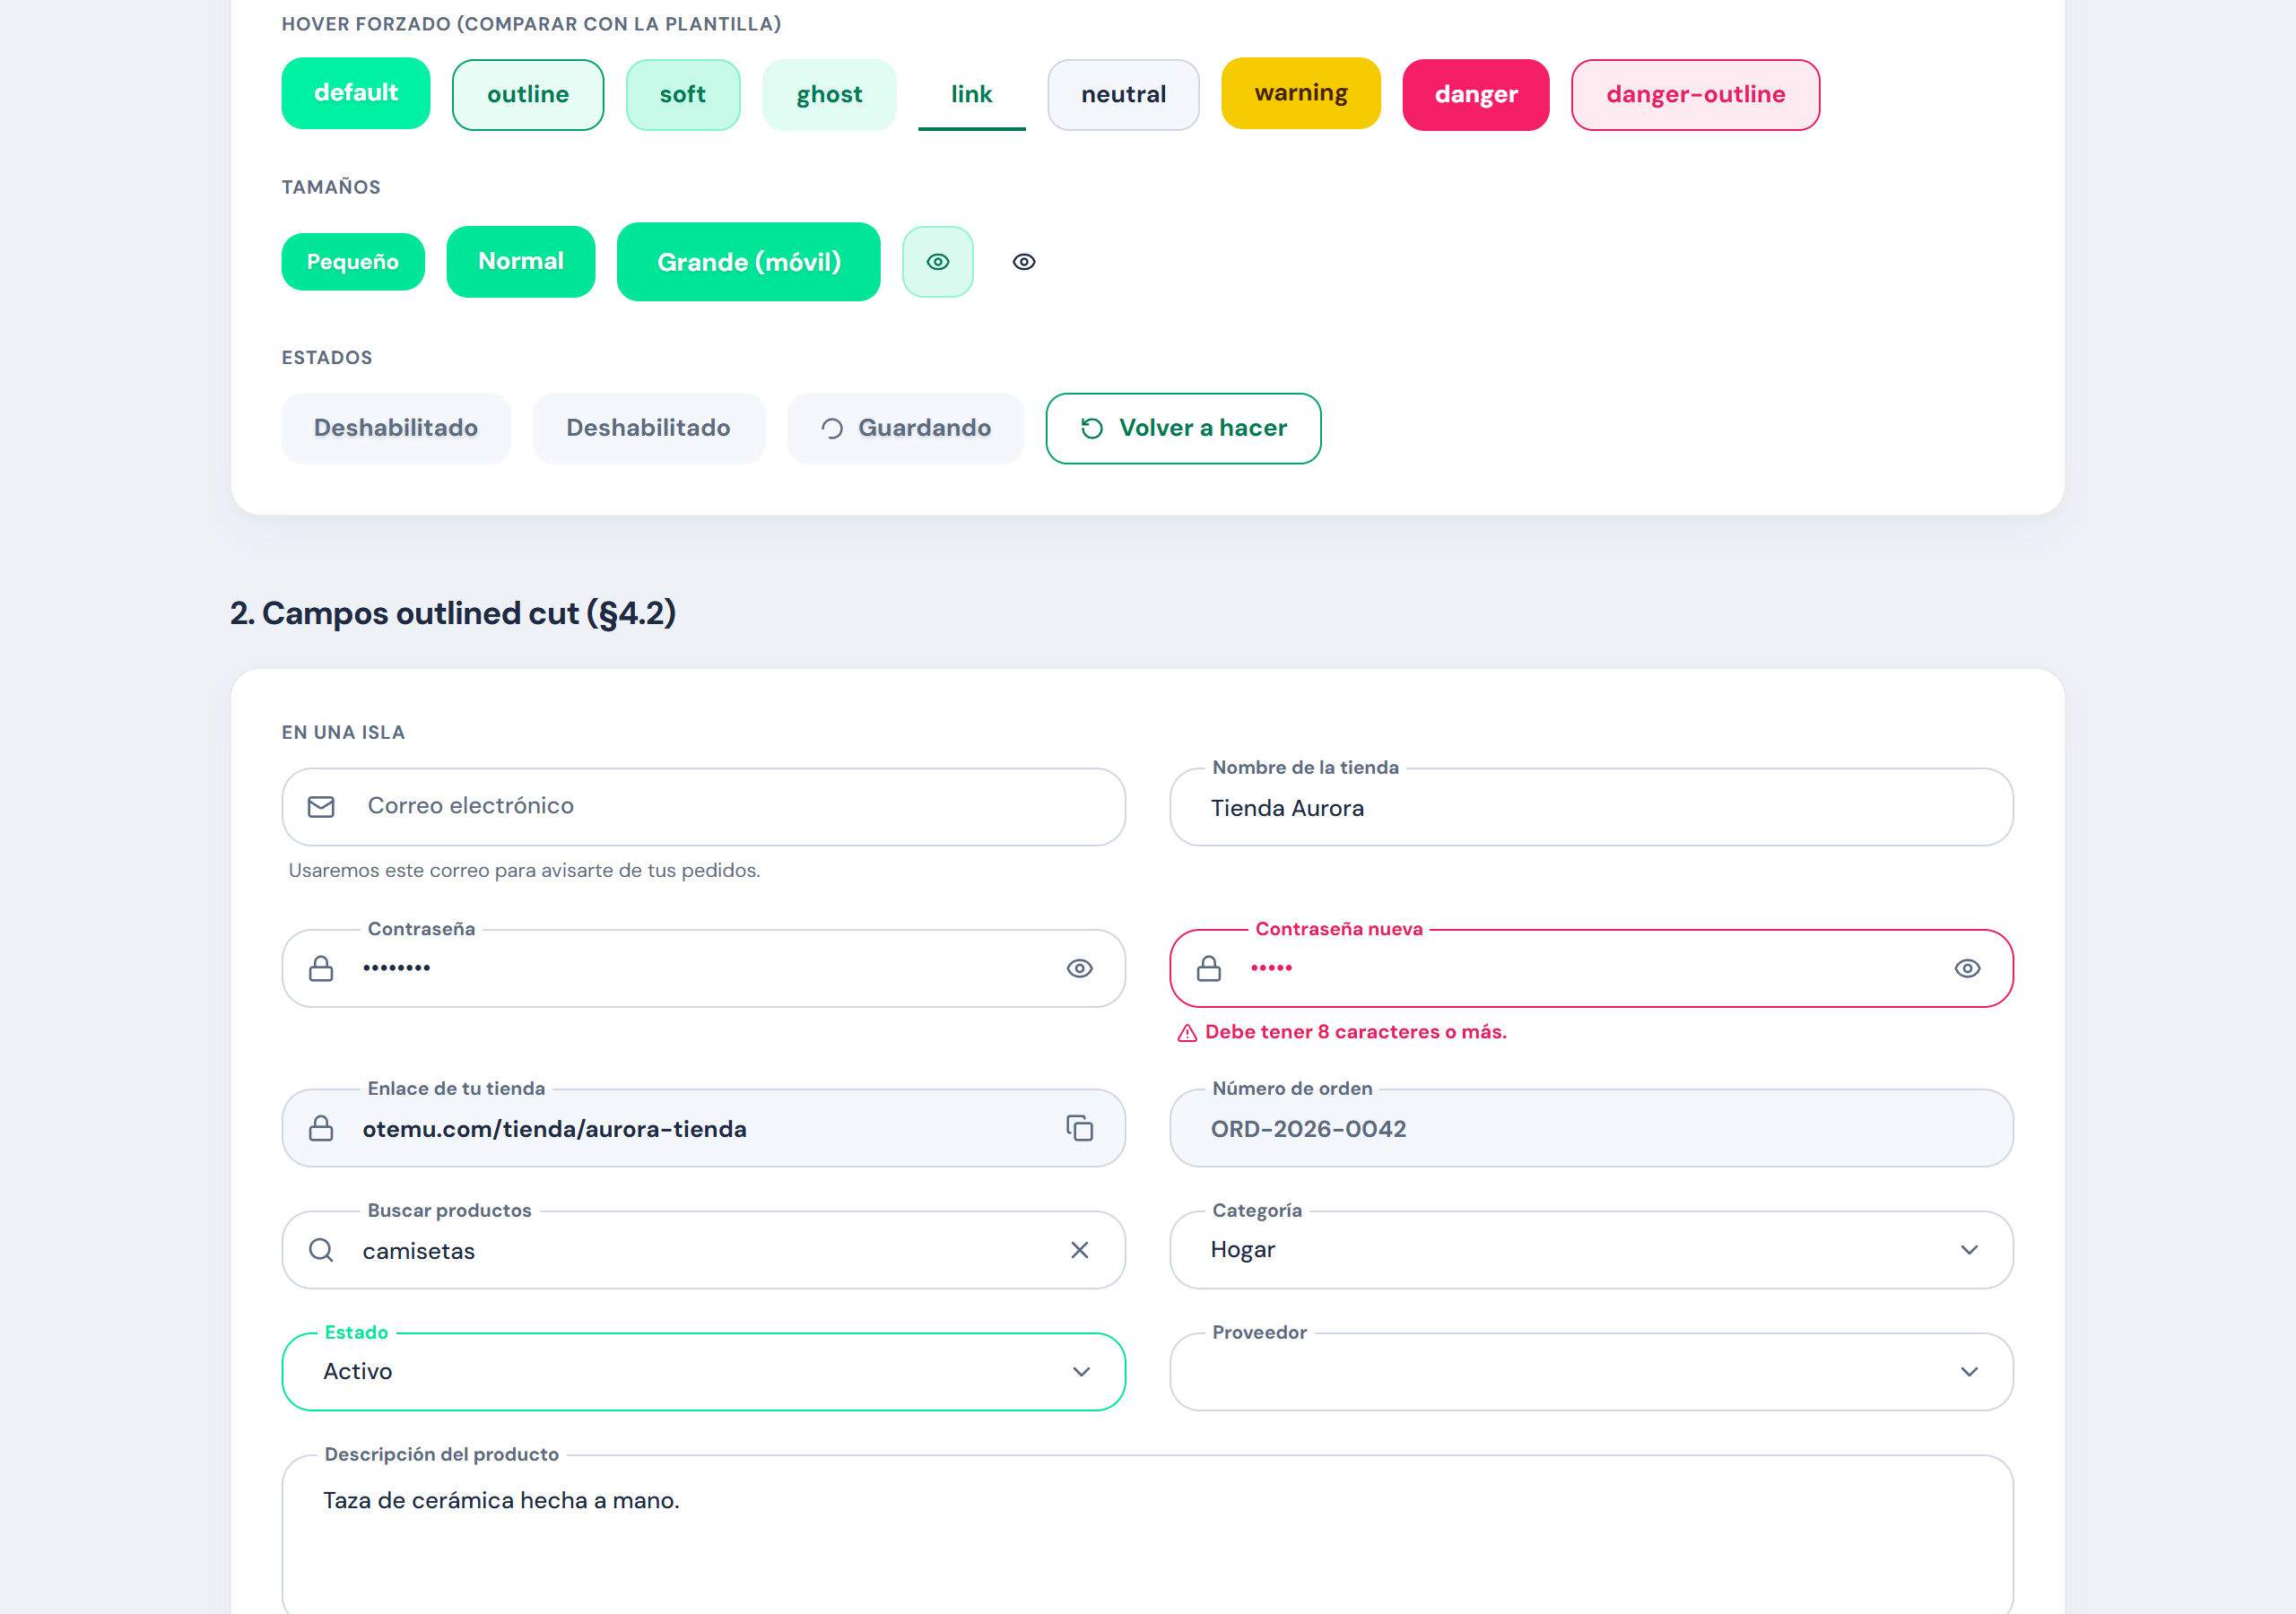 HOVER FORZADO (COMPARAR CON LA PLANTILLA)
default outline soft ghost link neutral warning danger danger-outline
TAMAÑOS
Pequeño Normal Grande (móvil)
ESTADOS
Deshabilitado Deshabilitado Guardando Volver a hacer
2. Campos outlined cut (§4.2)
EN UNA ISLA
Correo electrónico
Usaremos este correo para avisarte de tus pedidos.
Nombre de la tienda
Tienda Aurora
Contraseña
••••••••
Contraseña nueva
•••••
Debe tener 8 caracteres o más.
Enlace de tu tienda
otemu.com/tienda/aurora-tienda
Número de orden
ORD-2026-0042
Buscar productos
camisetas
Categoría
Hogar
Estado
Activo
Proveedor
Descripción del producto
Taza de cerámica hecha a mano.